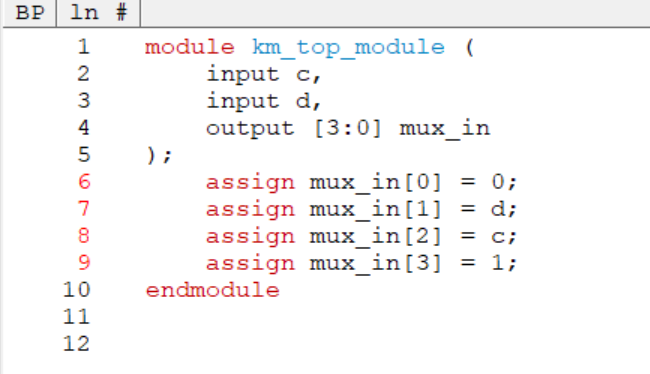 BP ln #
1 module km_top_module (
2 input c,
3 input d,
4 output [3:0] mux_in
5 );
6 assign mux_in[0] = 0;
7 assign mux_in[1] = d;
8 assign mux_in[2] = c;
9 assign mux_in[3] = 1;
10 endmodule
11
12